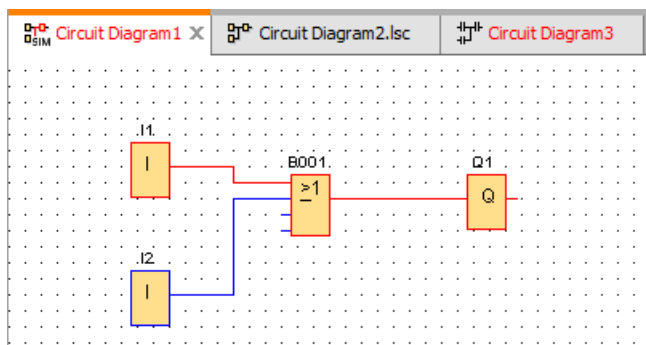 SIM Circuit Diagram1 X Circuit Diagram2.lsc Circuit Diagram3
I1
I
B001
Q1
≥1
Q
I2
I